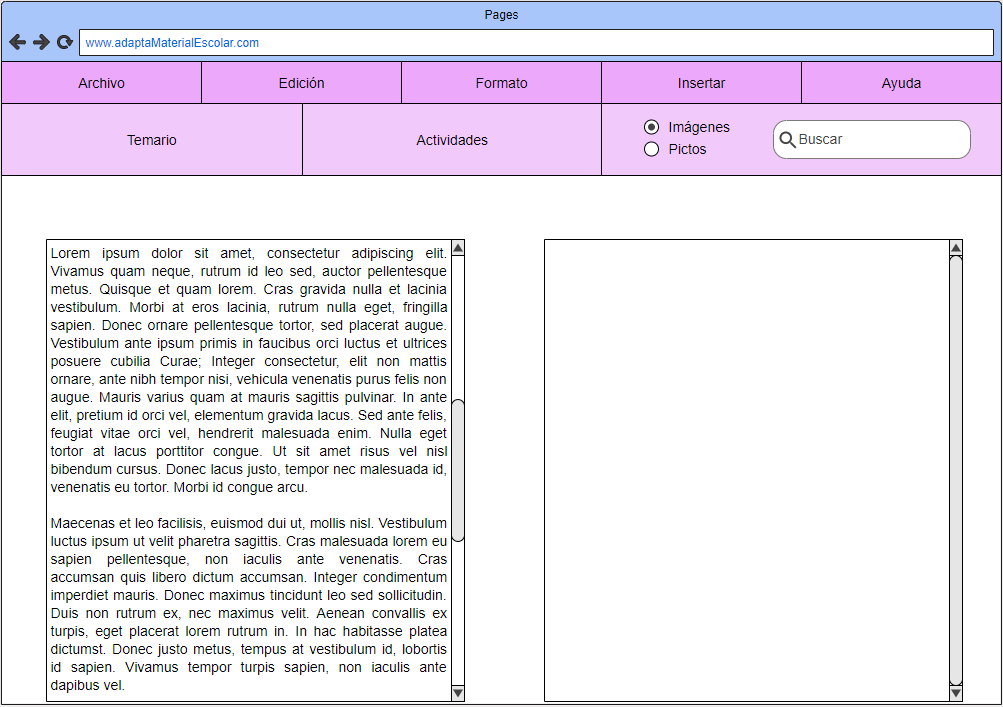 Pages
www.adaptaMaterialEscolar.com
Archivo Edición Formato Insertar Ayuda
Temario Actividades
Imágenes
Pictos
Buscar
Lorem ipsum dolor sit amet, consectetur adipiscing elit.
Vivamus quam neque, rutrum id leo sed, auctor pellentesque
metus. Quisque et quam lorem. Cras gravida nulla et lacinia
vestibulum. Morbi at eros lacinia, rutrum nulla eget, fringilla
sapien. Donec ornare pellentesque tortor, sed placerat augue.
Vestibulum ante ipsum primis in faucibus orci luctus et ultrices
posuere cubilia Curae; Integer consectetur, elit non mattis
ornare, ante nibh tempor nisi, vehicula venenatis purus felis non
augue. Mauris varius quam at mauris sagittis pulvinar. In ante
elit, pretium id orci vel, elementum gravida lacus. Sed ante felis,
feugiat vitae orci vel, hendrerit malesuada enim. Nulla eget
tortor at lacus porttitor congue. Ut sit amet risus vel nisl
bibendum cursus. Donec lacus justo, tempor nec malesuada id,
venenatis eu tortor. Morbi id congue arcu.
Maecenas et leo facilisis, euismod dui ut, mollis nisl. Vestibulum
luctus ipsum ut velit pharetra sagittis. Cras malesuada lorem eu
sapien pellentesque, non iaculis ante venenatis. Cras
accumsan quis libero dictum accumsan. Integer condimentum
imperdiet mauris. Donec maximus tincidunt leo sed sollicitudin.
Duis non rutrum ex, nec maximus velit. Aenean convallis ex
turpis, eget placerat lorem rutrum in. In hac habitasse platea
dictumst. Donec justo metus, tempus at vestibulum id, lobortis
id sapien. Vivamus tempor turpis sapien, non iaculis ante
dapibus vel.